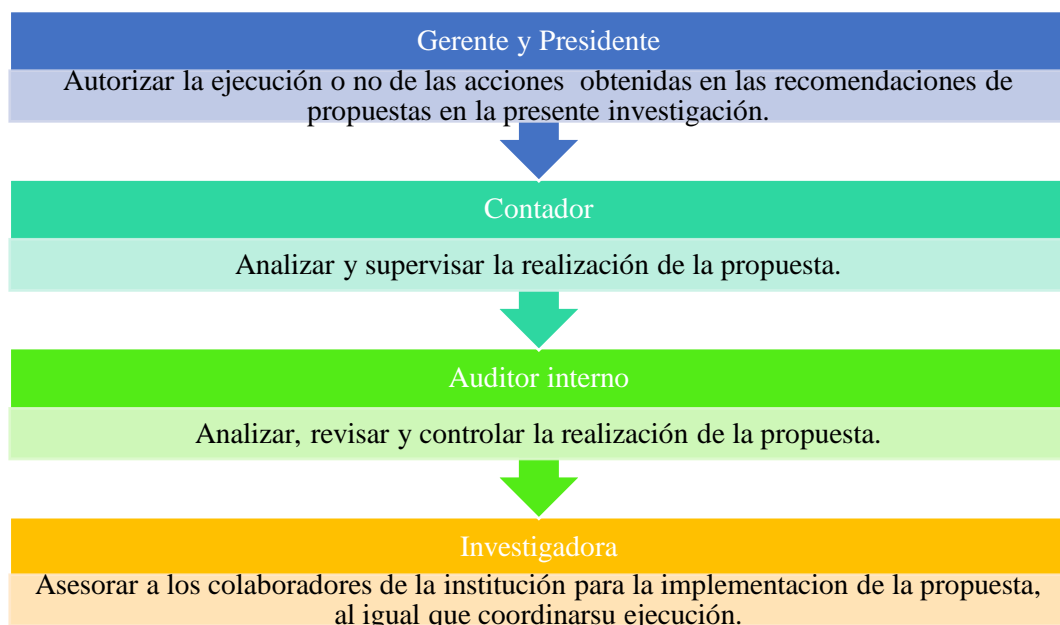 Gerente y Presidente
Autorizar la ejecución o no de las acciones  obtenidas en las recomendaciones de
propuestas en la presente investigación.
Contador
Analizar y supervisar la realización de la propuesta.
Auditor interno
Analizar, revisar y controlar la realización de la propuesta.
Investigadora
Asesorar a los colaboradores de la institución para la implementacion de la propuesta,
al igual que coordinarsu ejecución.